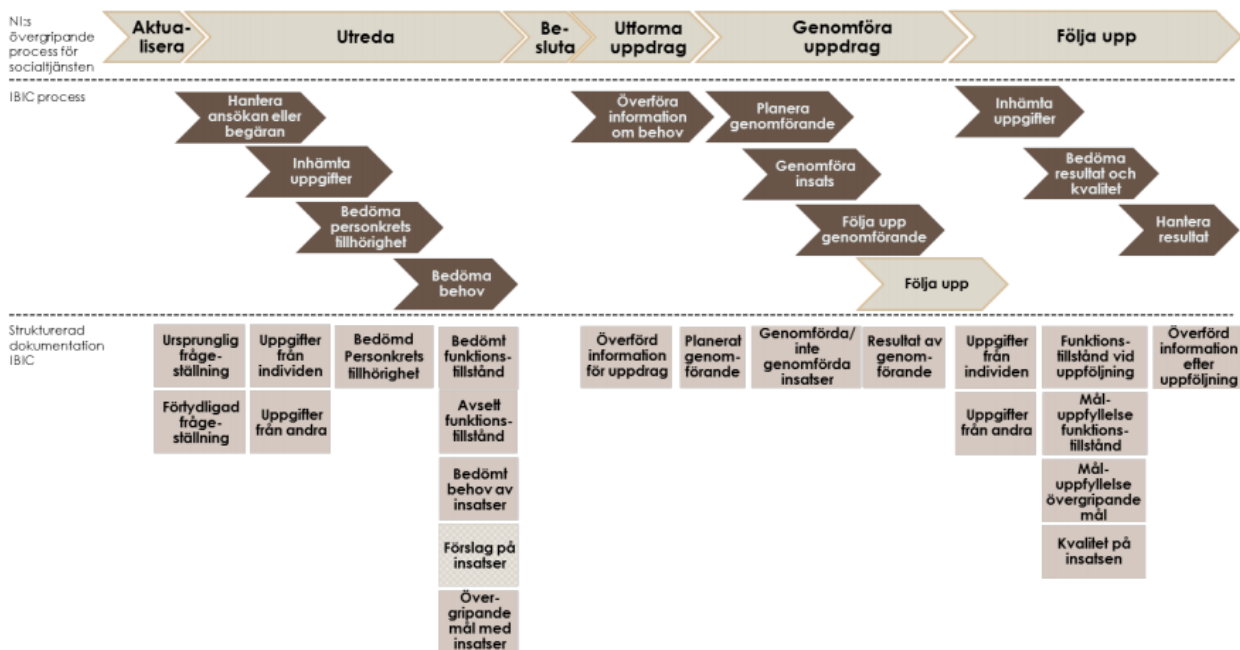 NI:s
övergripande
process för
socialtjänsten
Aktua-
lisera
Utreda
Be-
sluta
Utforma
uppdrag
Genomföra
uppdrag
Följa upp
IBIC process
Hantera
ansökan eller
begäran
Inhämta
uppgifter
Bedöma
personkrets
tillhörighet
Bedöma
behov
Överföra
information
om behov
Planera
genomförande
Genomföra
insats
Följa upp
genomförande
Följa upp
Inhämta
uppgifter
Bedöma
resultat och
kvalitet
Hantera
resultat
Strukturerad
dokumentation
IBIC
Ursprunglig
fråge-
ställning
Förtydligad
fråge-
ställning
Uppgifter
från
individen
Uppgifter
från andra
Bedömd
Personkrets
tillhörighet
Bedömt
funktions-
tillstånd
Avsett
funktions-
tillstånd
Bedömt
behov av
insatser
Förslag på
insatser
Över-
gripande
mål med
insatser
Överförd
information
för uppdrag
Planerat
genom-
förande
Genomförda/
inte
genomförda
insatser
Resultat av
genom-
förande
Uppgifter
från
individen
Uppgifter
från andra
Funktions-
tillstånd vid
uppföljning
Mål-
uppfyllelse
funktions-
tillstånd
Mål-
uppfyllelse
övergripande
mål
Kvalitet på
insatsen
Överförd
information
efter
uppföljning